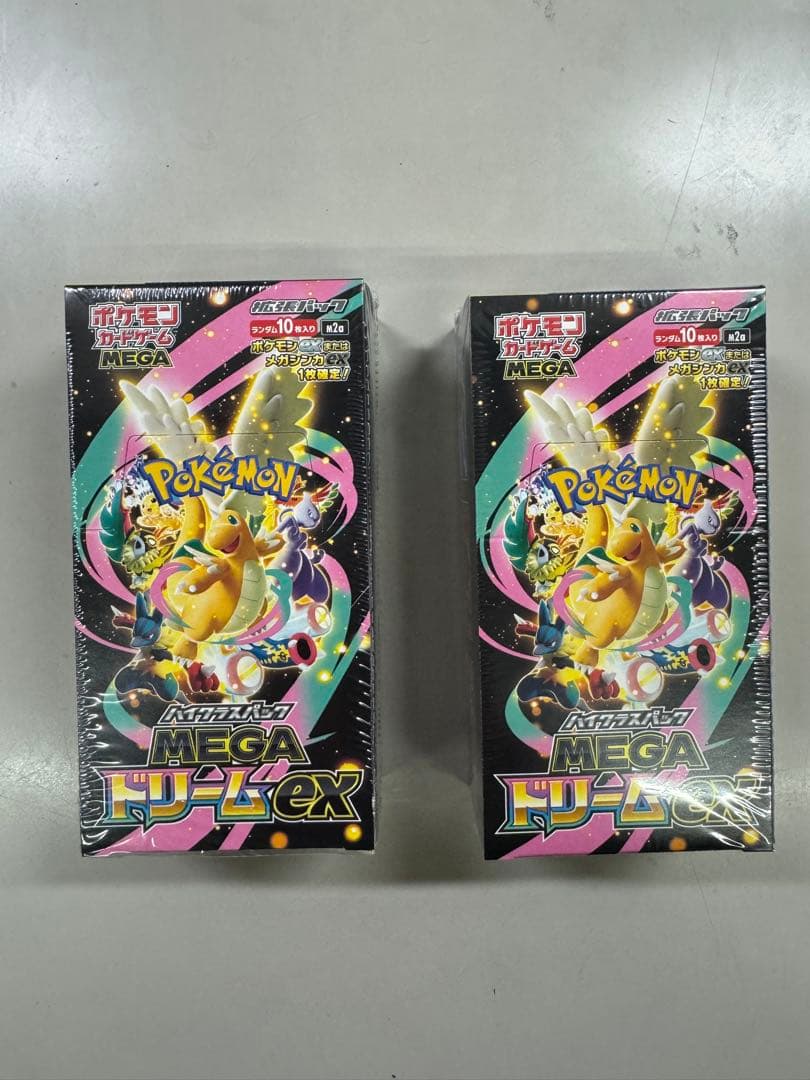 ポケモン
カードゲーム
MEGA
拡張パック
ランダム10枚入り M2a
ポケモンexまたは
メガシンカex
1枚確定!
POKéMON
ハイクラスパック
MEGA
ドリームex
ポケモン
カードゲーム
MEGA
拡張パック
ランダム10枚入り M2a
ポケモンexまたは
メガシンカex
1枚確定!
POKéMON
ハイクラスパック
MEGA
ドリームex